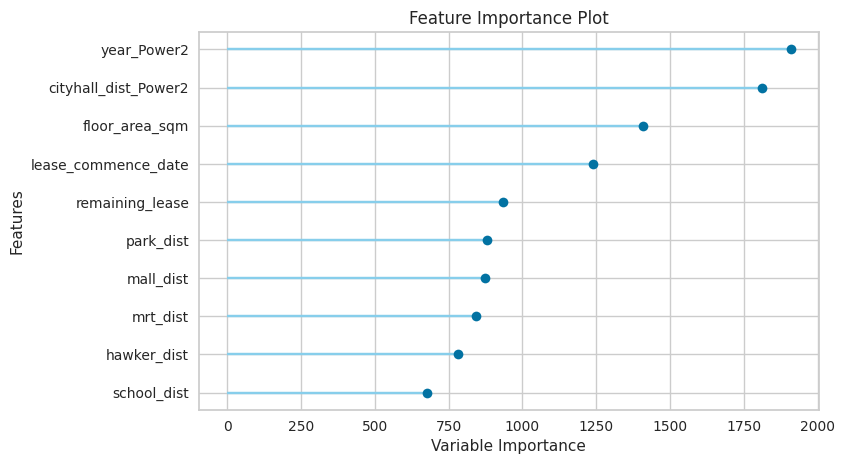 Feature Importance Plot
year_Power2
cityhall_dist_Power2
floor_area_sqm
lease_commence_date
remaining_lease
park_dist
mall_dist
mrt_dist
hawker_dist
school_dist
Features
0 250 500 750 1000 1250 1500 1750 2000
Variable Importance